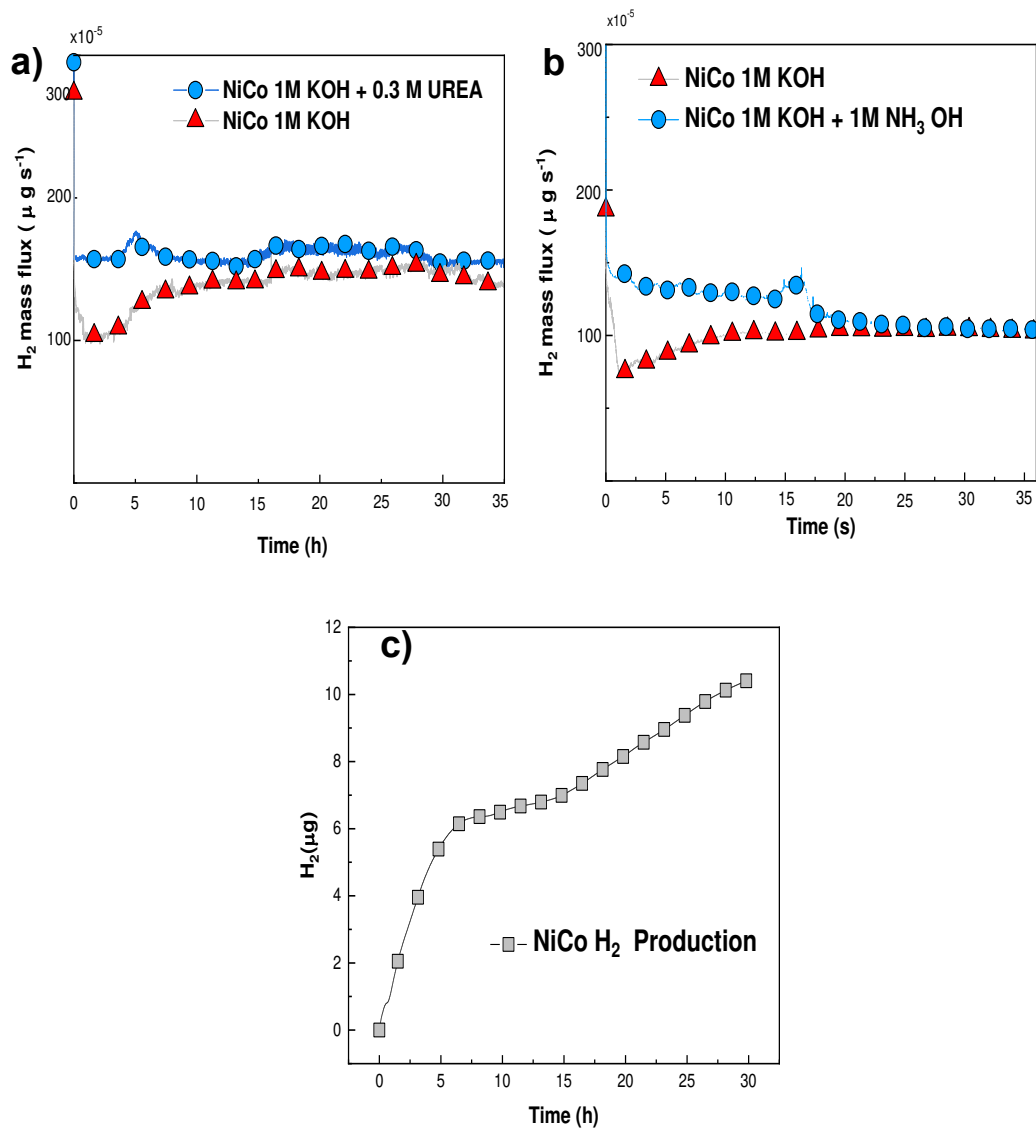 a)
x10⁻⁵
300
200
100
H₂ mass flux ( μ g s⁻¹)
NiCo 1M KOH + 0.3 M UREA
NiCo 1M KOH
0 5 10 15 20 25 30 35
Time (h)
b)
x10⁻⁵
300
200
100
H₂ mass flux ( μ g s⁻¹)
NiCo 1M KOH
NiCo 1M KOH + 1M NH₃ OH
0 5 10 15 20 25 30 35
Time (s)
c)
12
10
8
6
4
2
0
H₂(μg)
NiCo H₂ Production
0 5 10 15 20 25 30
Time (h)